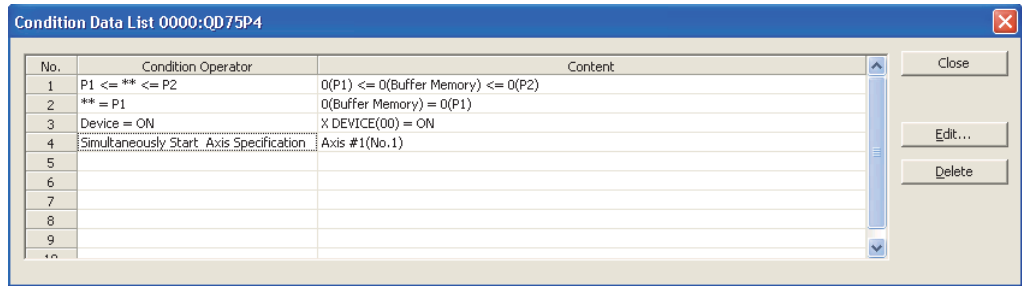 Condition Data List 0000:QD75P4
No. Condition Operator Content
1 P1 <= ** <= P2 0(P1) <= 0(Buffer Memory) <= 0(P2)
2 ** = P1 0(Buffer Memory) = 0(P1)
3 Device = ON X DEVICE(00) = ON
4 Simultaneously Start Axis Specification Axis #1(No.1)
5
6
7
8
9
10
Close
Edit...
Delete